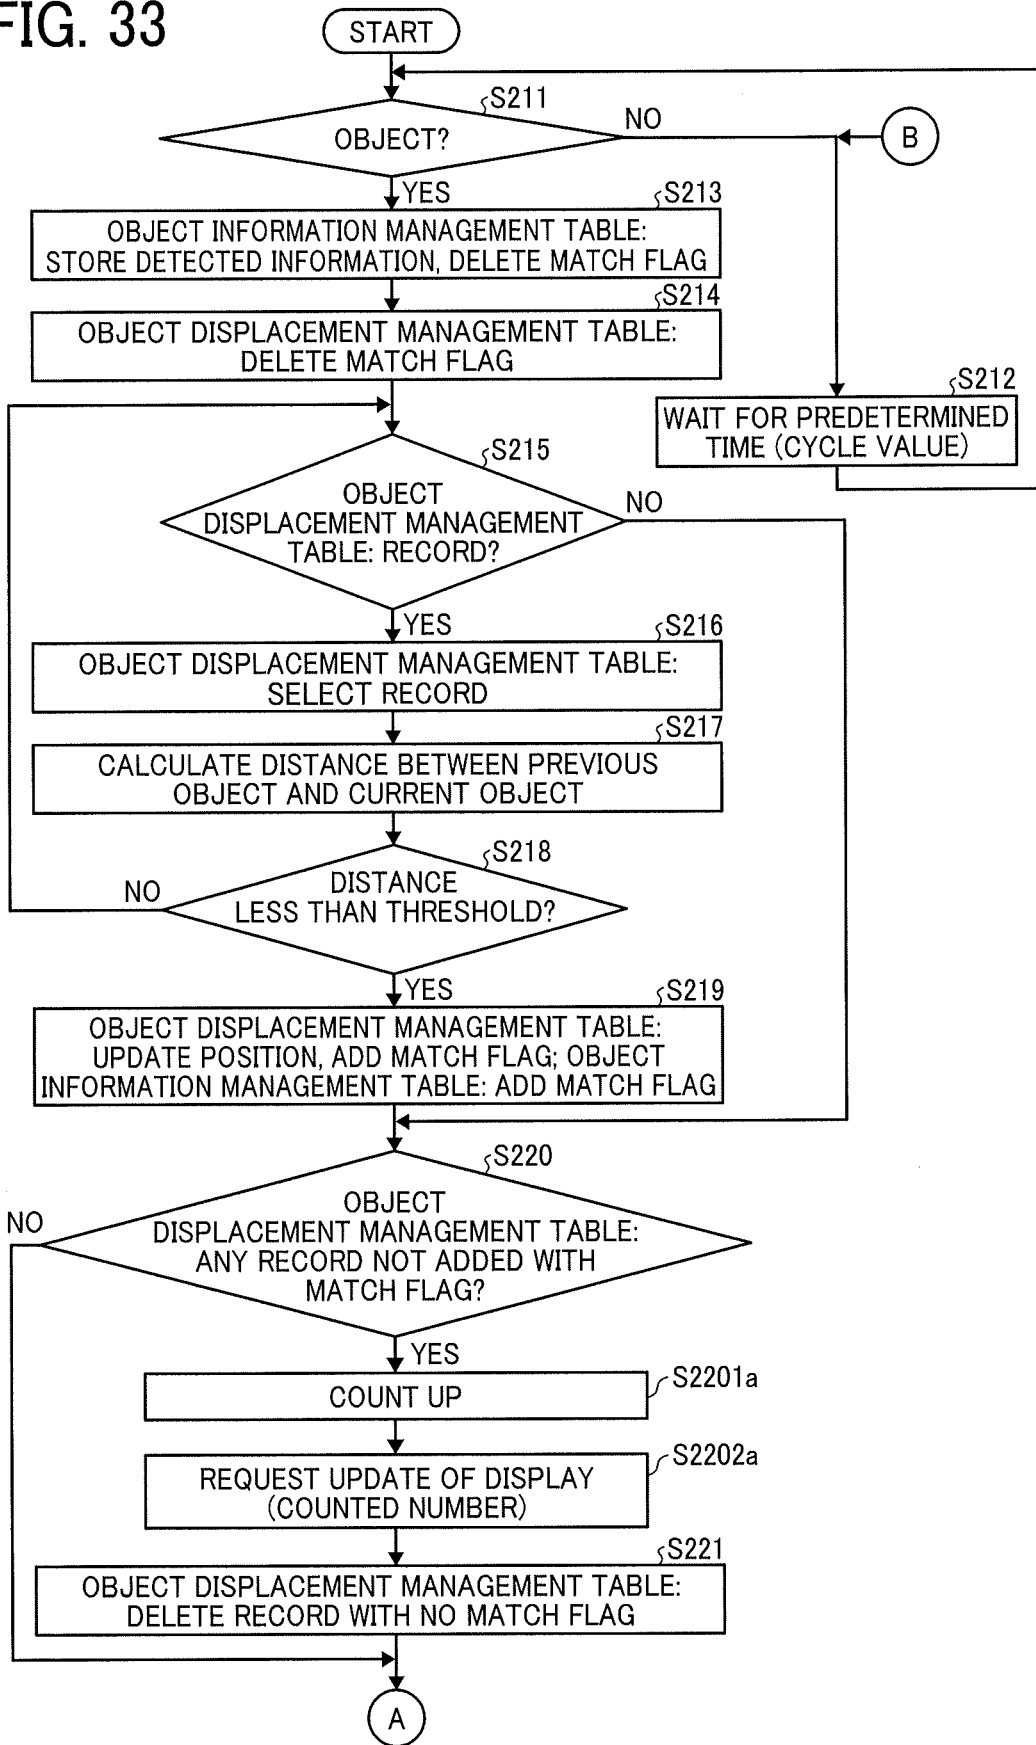 FIG. 33
START
S211
OBJECT?
NO
B
YES
S213
OBJECT INFORMATION MANAGEMENT TABLE:
STORE DETECTED INFORMATION, DELETE MATCH FLAG
S214
OBJECT DISPLACEMENT MANAGEMENT TABLE:
DELETE MATCH FLAG
S212
WAIT FOR PREDETERMINED
TIME (CYCLE VALUE)
S215
OBJECT
DISPLACEMENT MANAGEMENT
TABLE: RECORD?
NO
YES
S216
OBJECT DISPLACEMENT MANAGEMENT TABLE:
SELECT RECORD
S217
CALCULATE DISTANCE BETWEEN PREVIOUS
OBJECT AND CURRENT OBJECT
S218
DISTANCE
LESS THAN THRESHOLD?
NO
YES
S219
OBJECT DISPLACEMENT MANAGEMENT TABLE:
UPDATE POSITION, ADD MATCH FLAG; OBJECT
INFORMATION MANAGEMENT TABLE: ADD MATCH FLAG
S220
OBJECT
DISPLACEMENT MANAGEMENT TABLE:
ANY RECORD NOT ADDED WITH
MATCH FLAG?
NO
YES
S2201a
COUNT UP
S2202a
REQUEST UPDATE OF DISPLAY
(COUNTED NUMBER)
S221
OBJECT DISPLACEMENT MANAGEMENT TABLE:
DELETE RECORD WITH NO MATCH FLAG
A